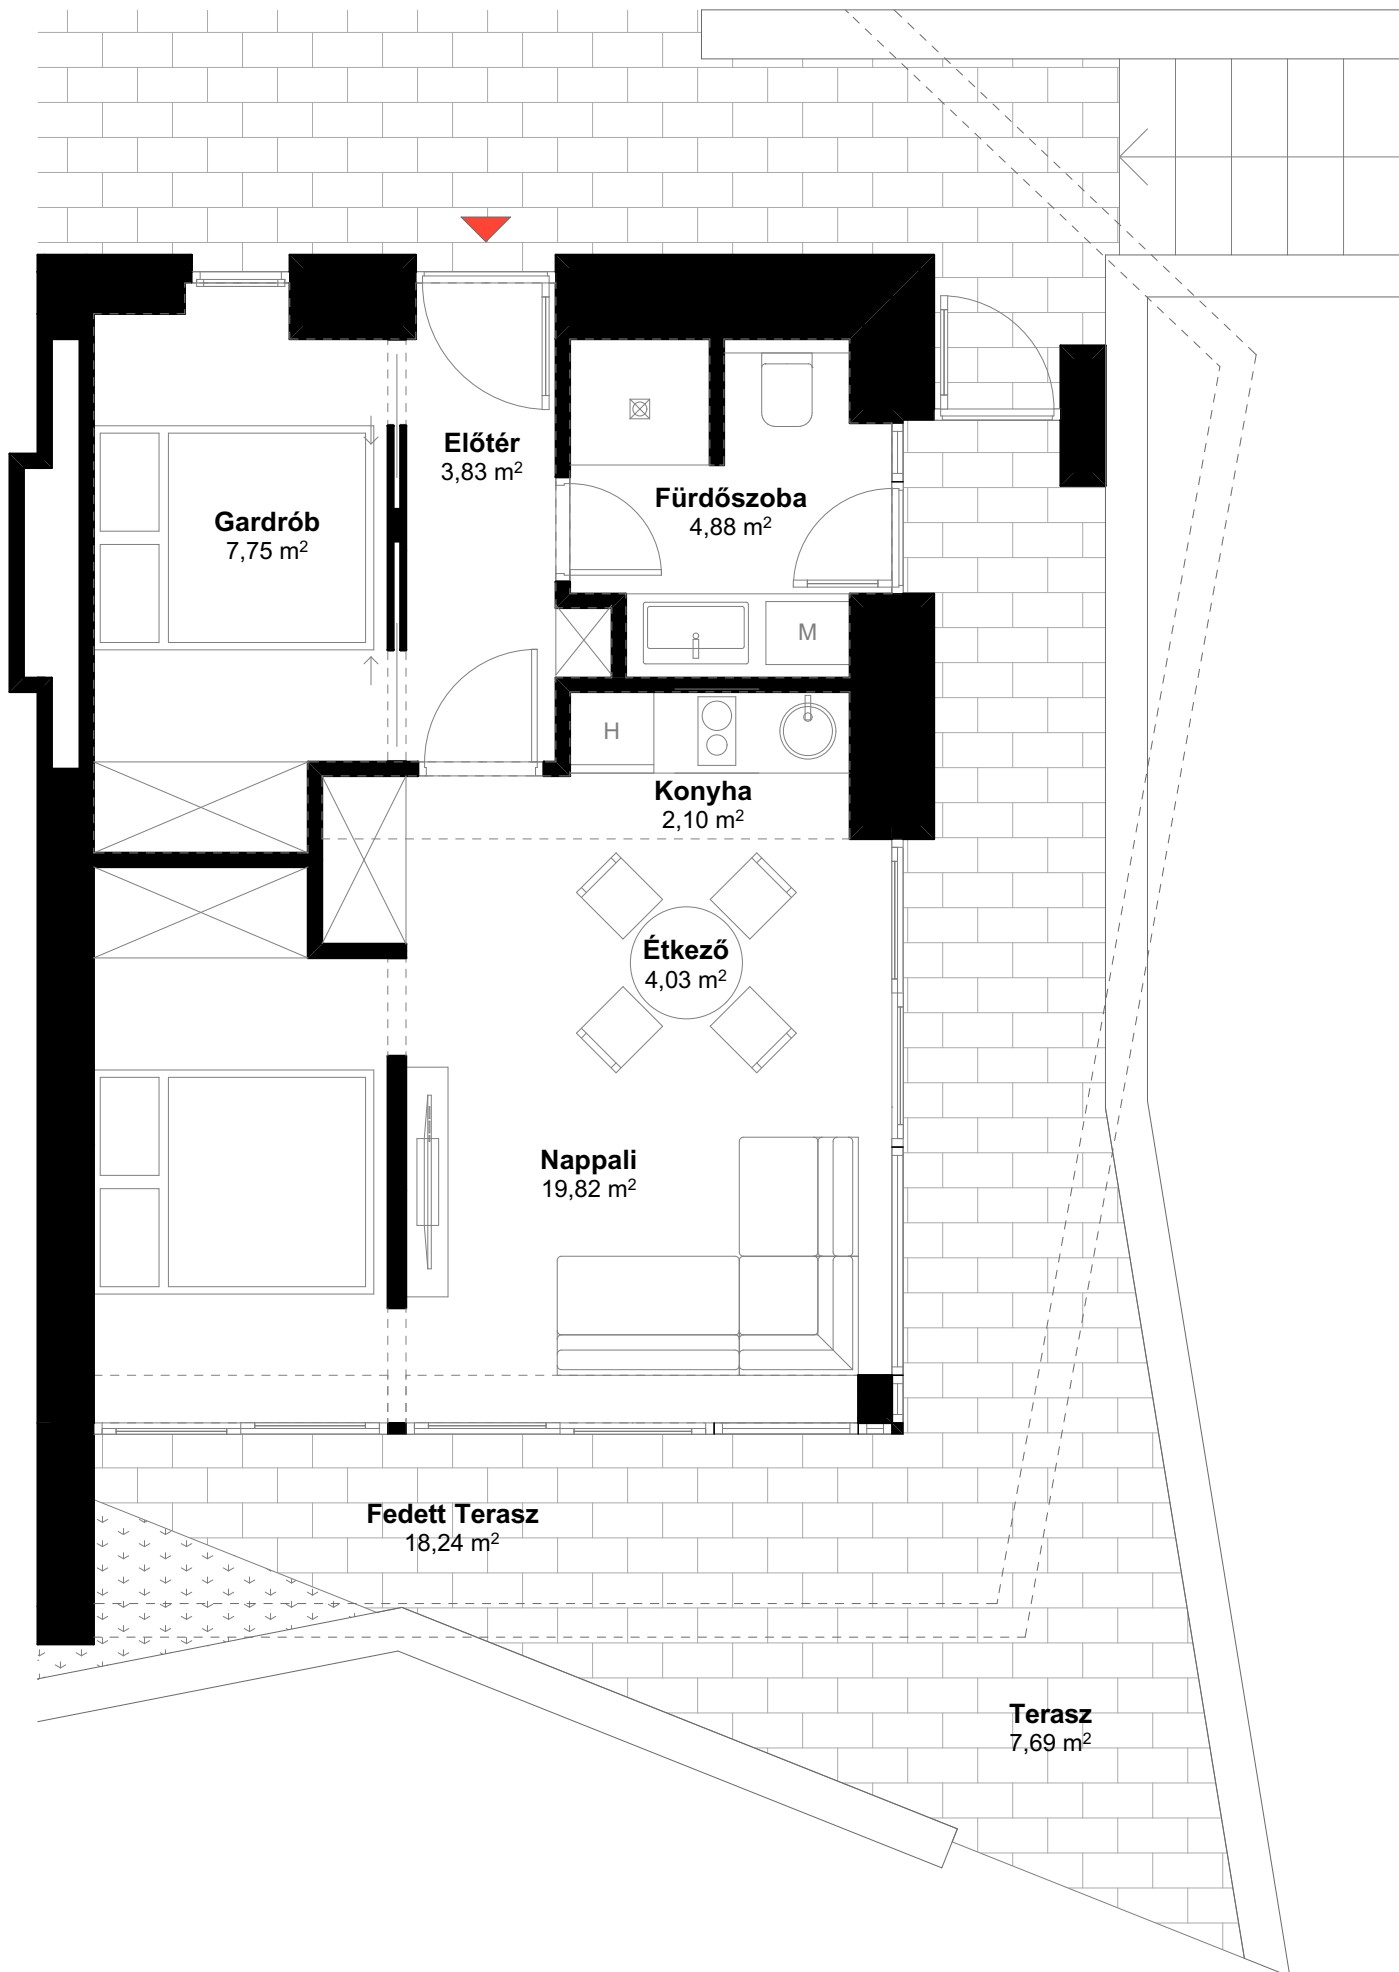 Előtér
3,83 m²
Gardrób
7,75 m²
Fürdőszoba
4,88 m²
M
H
Konyha
2,10 m²
Étkező
4,03 m²
Nappali
19,82 m²
Fedett Terasz
18,24 m²
Terasz
7,69 m²